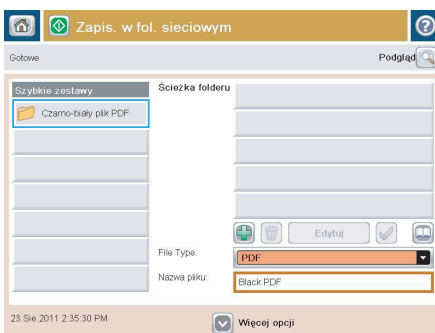 Zapis. w fol. sieciowym
Gotowe
Podgląd
Szybkie zestawy
Ścieżka folderu
Czarno-biały plik PDF
Edytuj
File Type:
PDF
Nazwa pliku:
Black PDF
23.Sie.2011 2:35:30 PM
Więcej opcji